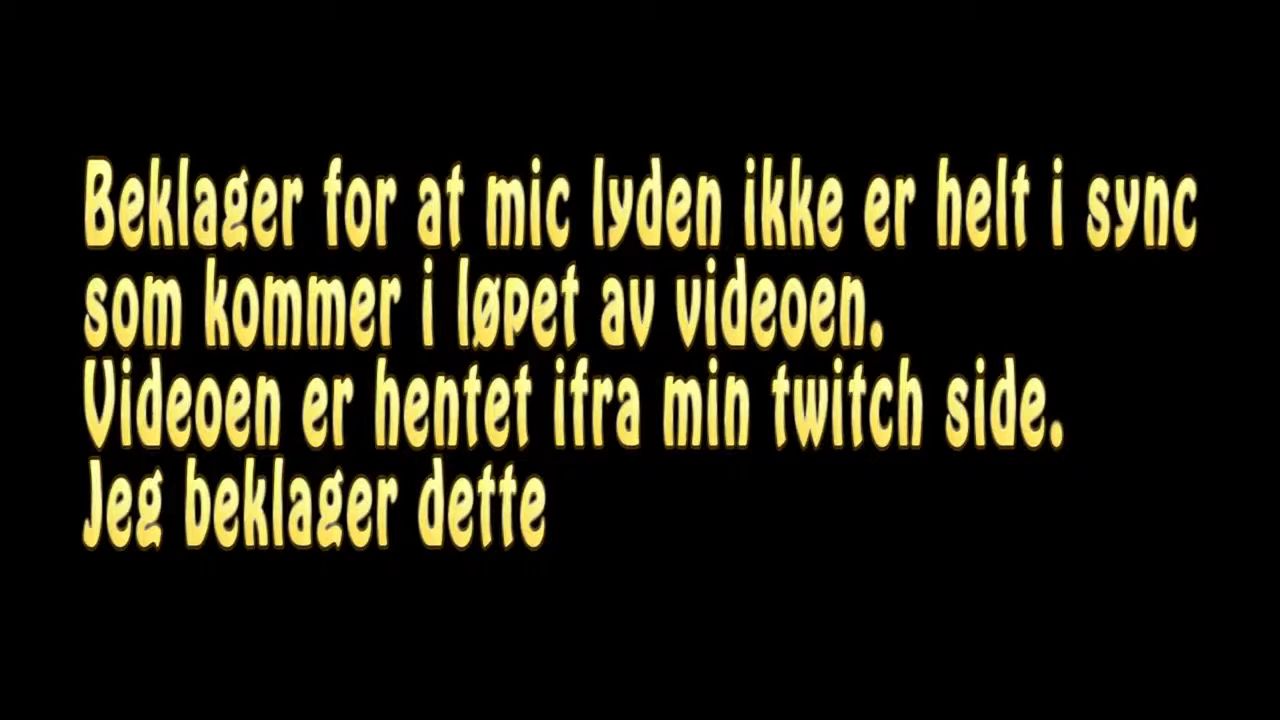 Beklager for at mic lyden ikke er helt i sync
som kommer i løpet av videoen.
Videoen er hentet ifra min twitch side.
Jeg beklager dette